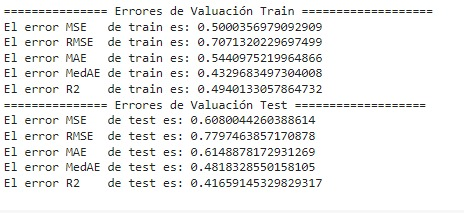 =============== Errores de Valuación Train ===================
El error MSE   de train es: 0.5000356979092909
El error RMSE  de train es: 0.7071320229697499
El error MAE   de train es: 0.5440975219964866
El error MedAE de train es: 0.4329683497304008
El error R2    de train es: 0.4940133057864732
=============== Errores de Valuación Test ===================
El error MSE   de test es: 0.6080044260388614
El error RMSE  de test es: 0.7797463857170878
El error MAE   de test es: 0.6148878172931269
El error MedAE de test es: 0.4818328550158105
El error R2    de test es: 0.41659145329829317